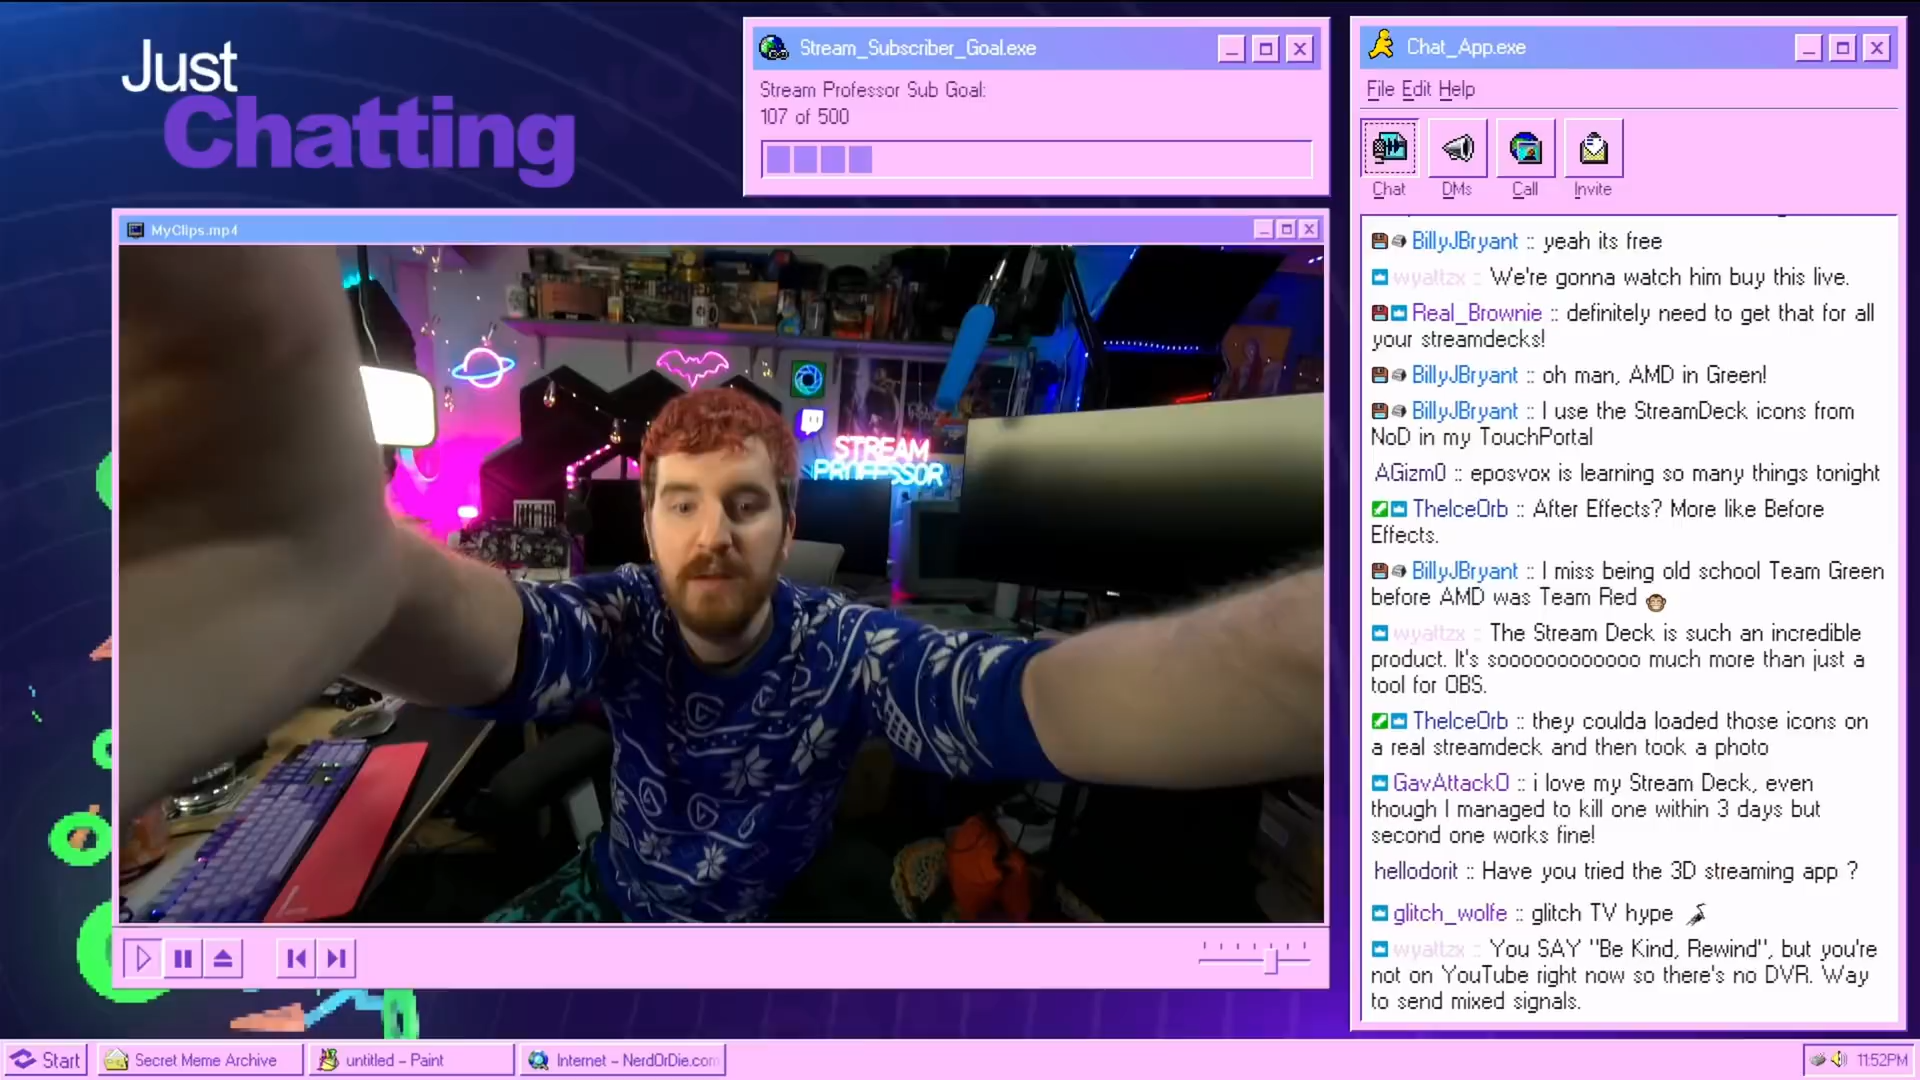 Just
Chatting
Stream_Subscriber_Goal.exe
Stream Professor Sub Goal:
107 of 500
MyClips.mp4
STREAM
PROFESSOR
Chat_App.exe
File Edit Help
Chat DMs Call Invite
BillyJBryant :: yeah its free
wyattzx :: We're gonna watch him buy this live.
Real_Brownie :: definitely need to get that for all
your streamdecks!
BillyJBryant :: oh man, AMD in Green!
BillyJBryant :: I use the StreamDeck icons from
NoD in my TouchPortal
AGizm0 :: eposvox is learning so many things tonight
TheIceOrb :: After Effects? More like Before
Effects.
BillyJBryant :: I miss being old school Team Green
before AMD was Team Red
wyattzx :: The Stream Deck is such an incredible
product. It's soooooooooooo much more than just a
tool for OBS.
TheIceOrb :: they coulda loaded those icons on
a real streamdeck and then took a photo
GavAttackO :: i love my Stream Deck, even
though I managed to kill one within 3 days but
second one works fine!
hellodorit :: Have you tried the 3D streaming app ?
glitch_wolfe :: glitch TV hype
wyattzx :: You SAY "Be Kind, Rewind", but you're
not on YouTube right now so there's no DVR. Way
to send mixed signals.
Start
Secret Meme Archive
untitled - Paint
Internet - NerdOrDie.com
11:52PM